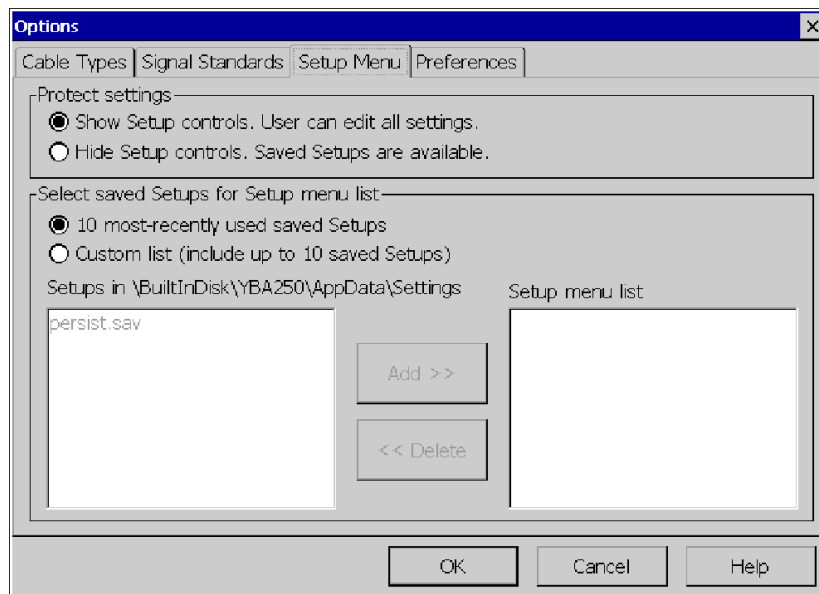 Options
Cable Types Signal Standards Setup Menu Preferences
Protect settings
Show Setup controls. User can edit all settings.
Hide Setup controls. Saved Setups are available.
Select saved Setups for Setup menu list
10 most-recently used saved Setups
Custom list (include up to 10 saved Setups)
Setups in \BuiltInDisk\YBA250\AppData\Settings
Setup menu list
persist.sav
Add >>
<< Delete
OK Cancel Help